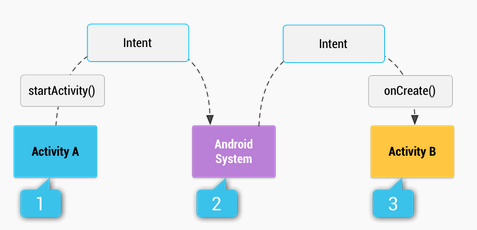 Intent
Intent
startActivity()
onCreate()
Activity A
Android
System
Activity B
1
2
3